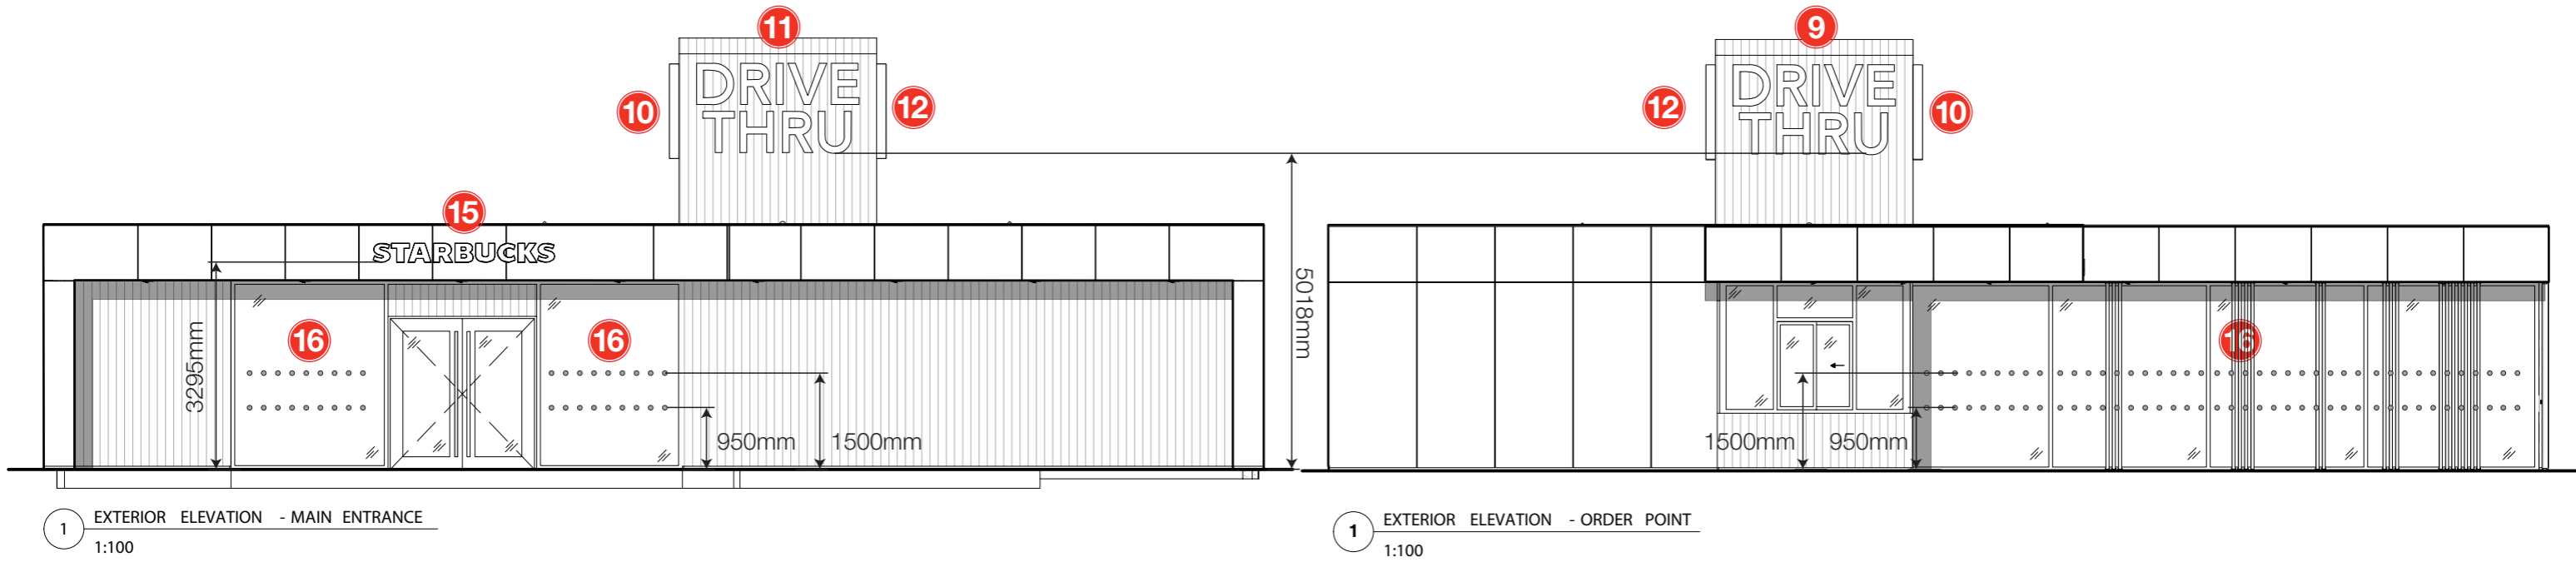 11
DRIVE
THRU
10
12
15
STARBUCKS
16
16
3295mm
950mm
1500mm
5018mm
1
EXTERIOR ELEVATION - MAIN ENTRANCE
1:100
9
DRIVE
THRU
12
10
16
1500mm
950mm
1
EXTERIOR ELEVATION - ORDER POINT
1:100